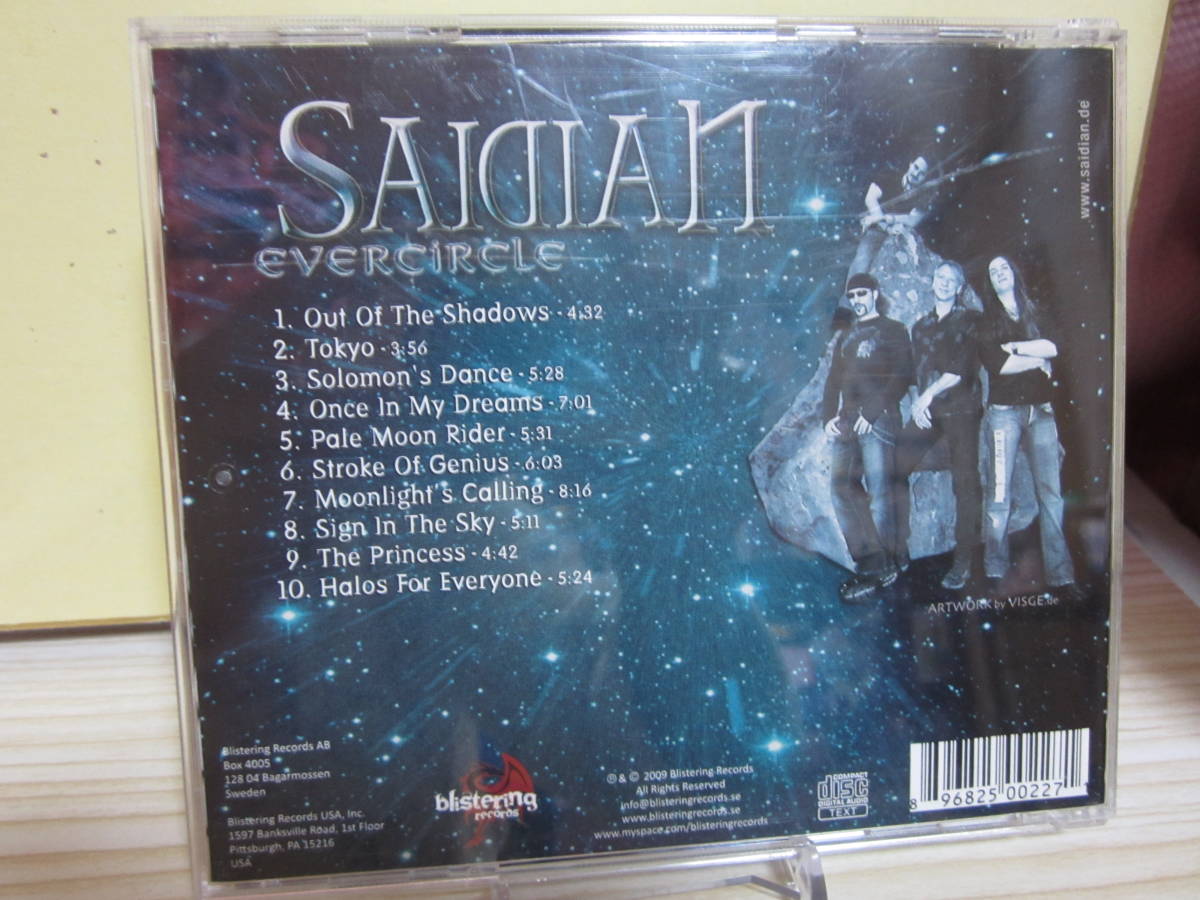 SAIDIAN
EVERCIRCLE
1. Out Of The Shadows - 4:32
2. Tokyo - 3:56
3. Solomon's Dance - 5:28
4. Once In My Dreams - 7:01
5. Pale Moon Rider - 5:31
6. Stroke Of Genius - 6:03
7. Moonlight's Calling - 8:16
8. Sign In The Sky - 5:11
9. The Princess - 4:42
10. Halos For Everyone - 5:24
www.saidian.de
ARTWORK by VISGE.de
Blistering Records AB
Box 4005
128 04 Bagarmossen
Sweden
Blistering Records USA, Inc.
1597 Banksville Road, 1st Floor
Pittsburgh, PA 15216
USA
blistering
records
℗ & © 2009 Blistering Records
All Rights Reserved
info@blisteringrecords.se
www.blisteringrecords.se
www.myspace.com/blisteringrecords
COMPACT
disc
DIGITAL AUDIO
TEXT
8 96825 00227